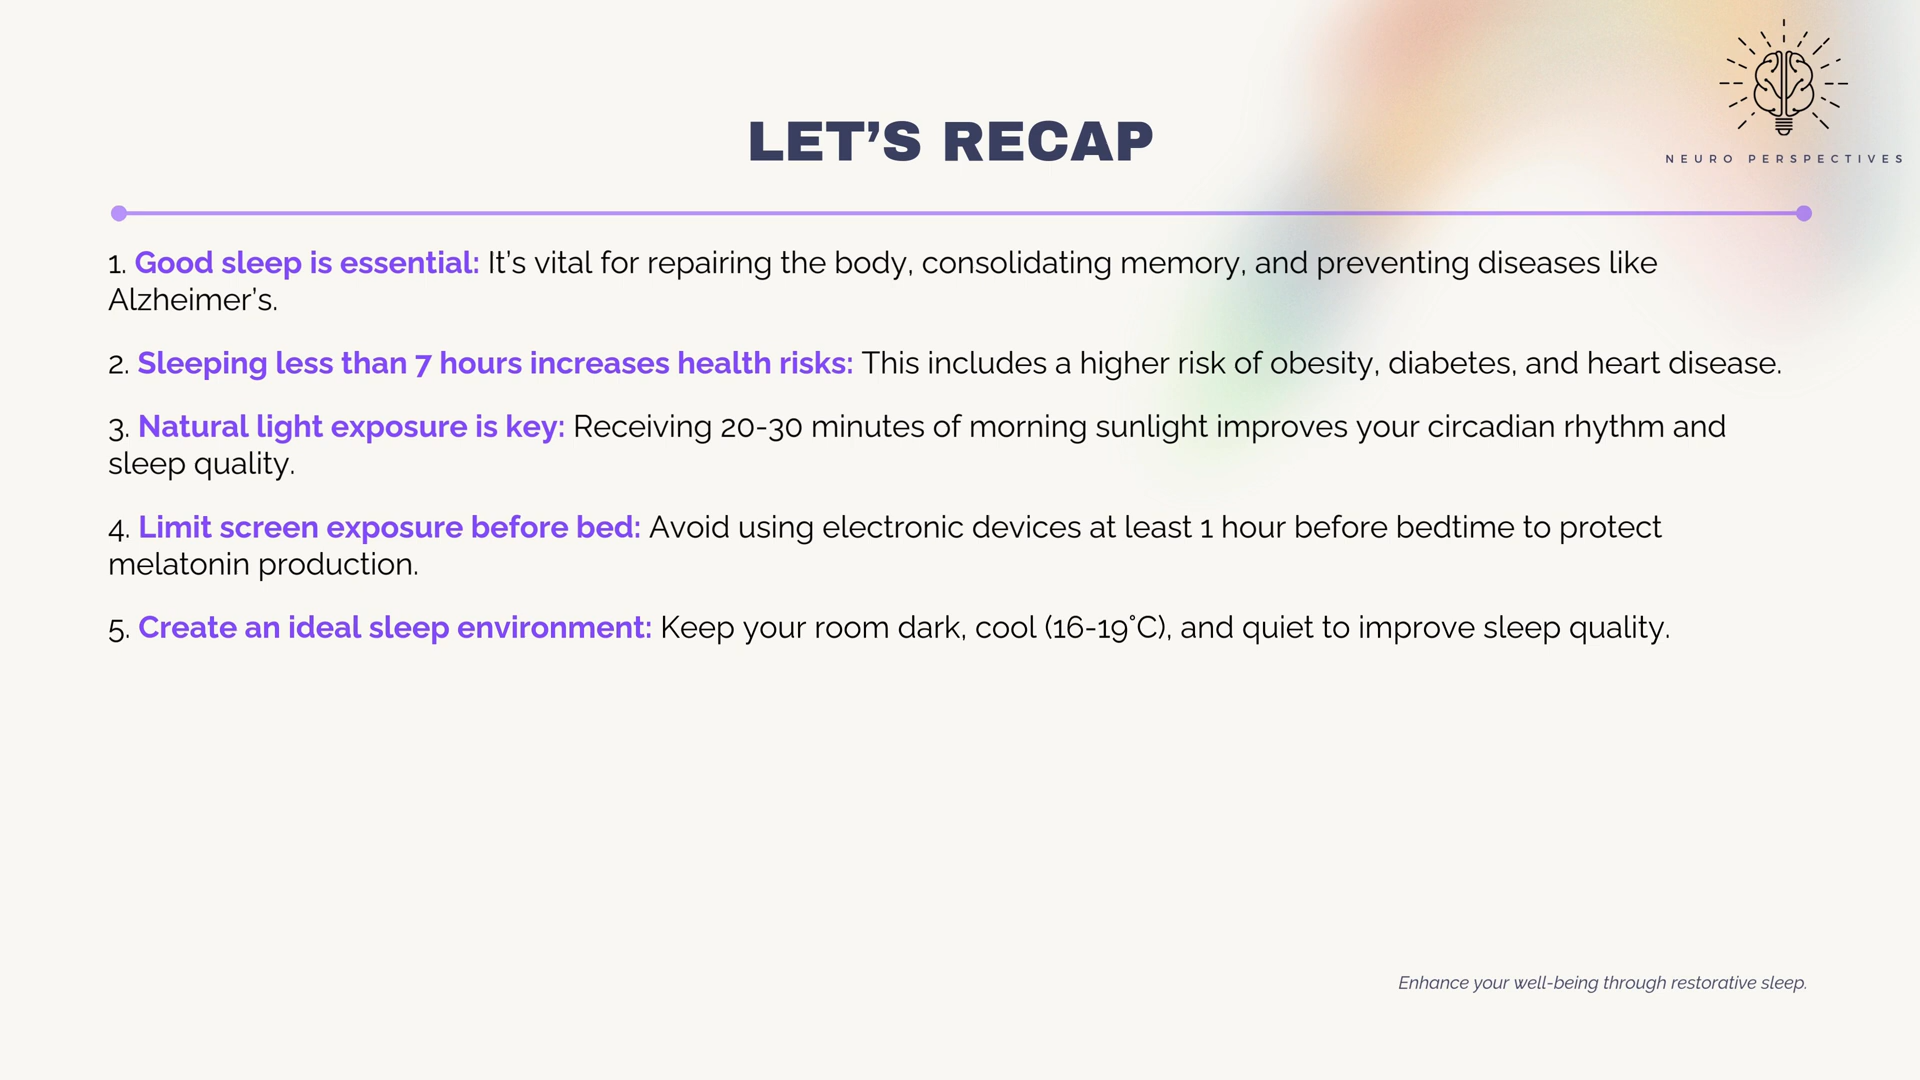 NEURO PERSPECTIVES
LET’S RECAP
1. Good sleep is essential: It’s vital for repairing the body, consolidating memory, and preventing diseases like
Alzheimer’s.
2. Sleeping less than 7 hours increases health risks: This includes a higher risk of obesity, diabetes, and heart disease.
3. Natural light exposure is key: Receiving 20-30 minutes of morning sunlight improves your circadian rhythm and
sleep quality.
4. Limit screen exposure before bed: Avoid using electronic devices at least 1 hour before bedtime to protect
melatonin production.
5. Create an ideal sleep environment: Keep your room dark, cool (16-19°C), and quiet to improve sleep quality.
Enhance your well-being through restorative sleep.